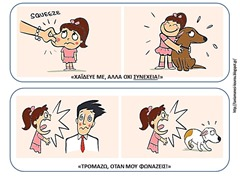 SQUEEZE
«ΧΑΪΔΕΥΕ ΜΕ, ΑΛΛΑ ΟΧΙ ΣΥΝΕΧΕΙΑ!»
«ΤΡΟΜΑΖΩ, ΟΤΑΝ ΜΟΥ ΦΩΝΑΖΕΙΣ!»